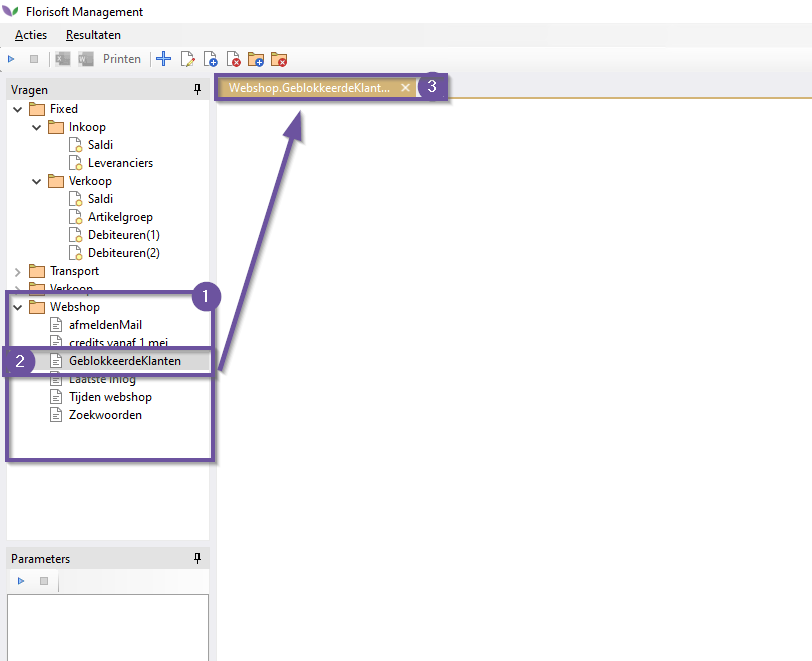 Florisoft Management
Acties Resultaten
Printen
Vragen
Webshop.GeblokkeerdeKlant... 3
Fixed
Inkoop
Saldi
Leveranciers
Verkoop
Saldi
Artikelgroep
Debiteuren(1)
Debiteuren(2)
Transport
Verkoop
1
Webshop
afmeldenMail
credits vanaf 1 mei
2 GeblokkeerdeKlanten
Laatste inlog
Tijden webshop
Zoekwoorden
Parameters